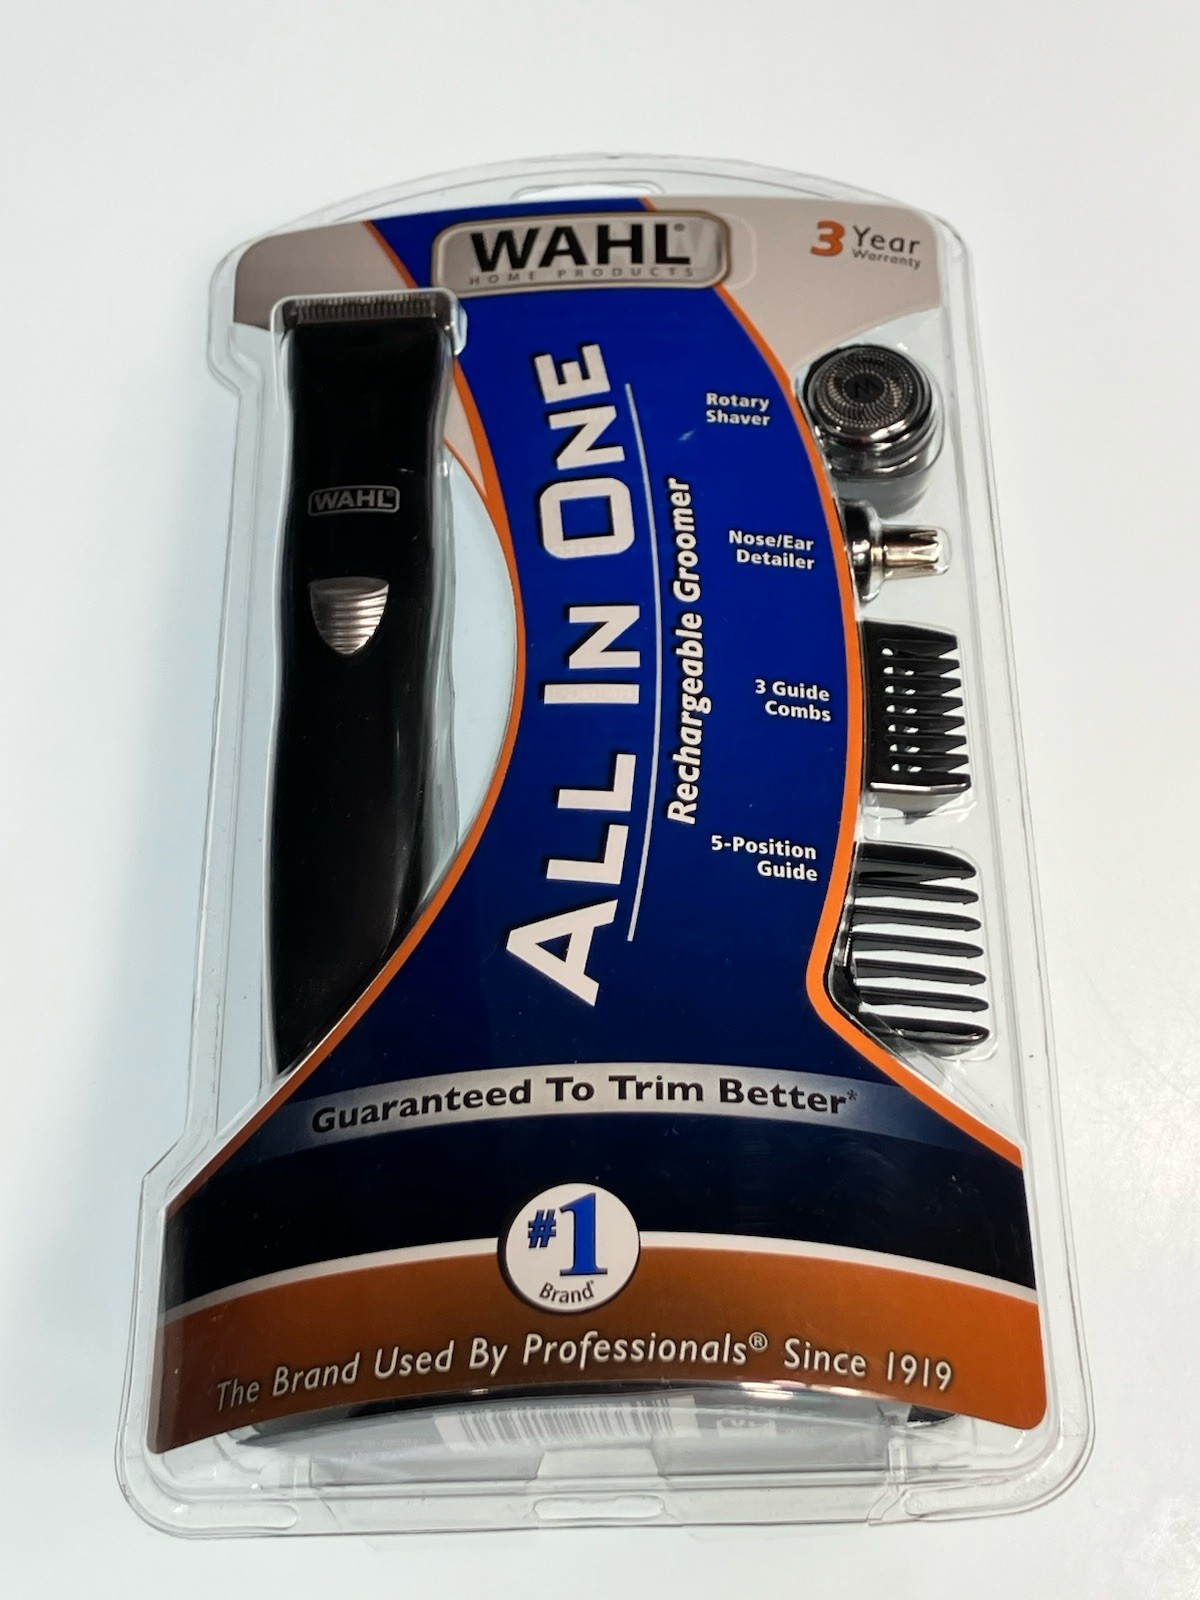 WAHL®
HOME PRODUCTS
3 Year
Warranty
WAHL®
ALL IN ONE
Rechargeable Groomer
Rotary
Shaver
W
Nose/Ear
Detailer
3 Guide
Combs
5-Position
Guide
Guaranteed To Trim Better*
#1
Brand*
The Brand Used By Professionals® Since 1919